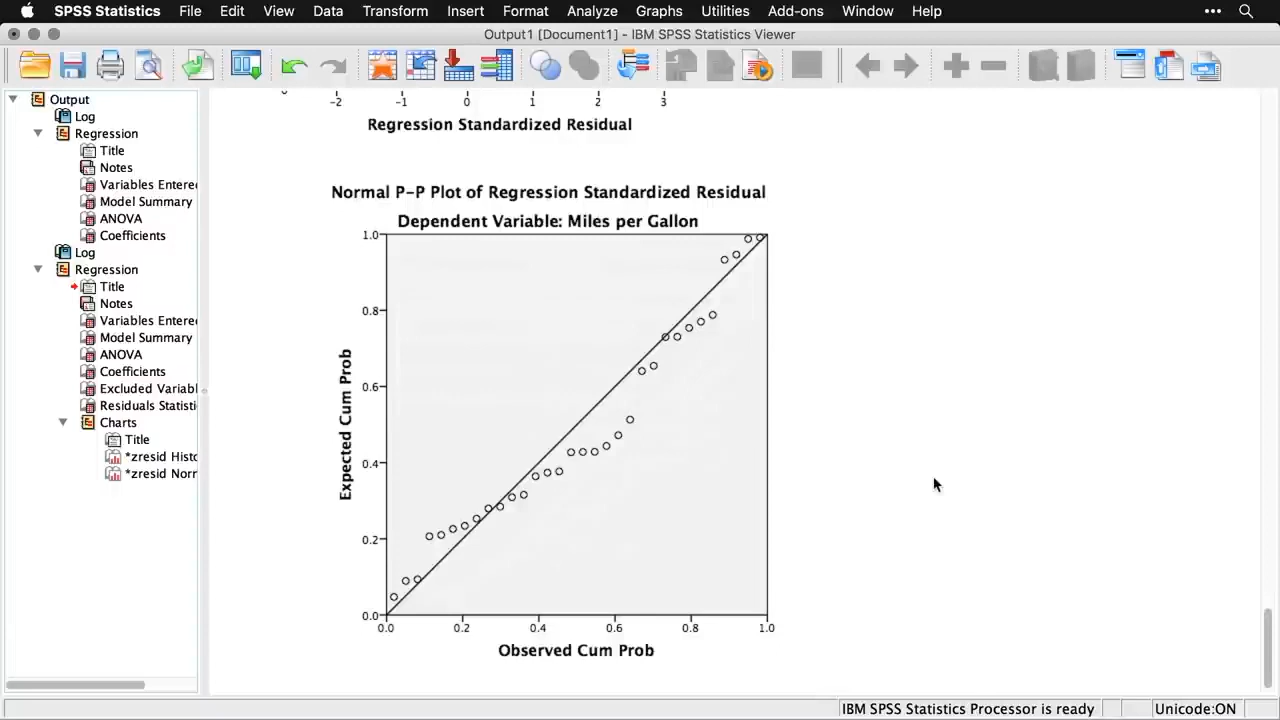 SPSS Statistics File Edit View Data Transform Insert Format Analyze Graphs Utilities Add-ons Window Help
Output1 [Document1] - IBM SPSS Statistics Viewer
Output
Log
Regression
Title
Notes
Variables Entere
Model Summary
ANOVA
Coefficients
Log
Regression
Title
Notes
Variables Entere
Model Summary
ANOVA
Coefficients
Excluded Variabl
Residuals Statisti
Charts
Title
*zresid Histo
*zresid Norr
-2 -1 0 1 2 3
Regression Standardized Residual
Normal P-P Plot of Regression Standardized Residual
Dependent Variable: Miles per Gallon
1.0
0.8
0.6
0.4
0.2
0.0
Expected Cum Prob
0.0 0.2 0.4 0.6 0.8 1.0
Observed Cum Prob
IBM SPSS Statistics Processor is ready Unicode:ON